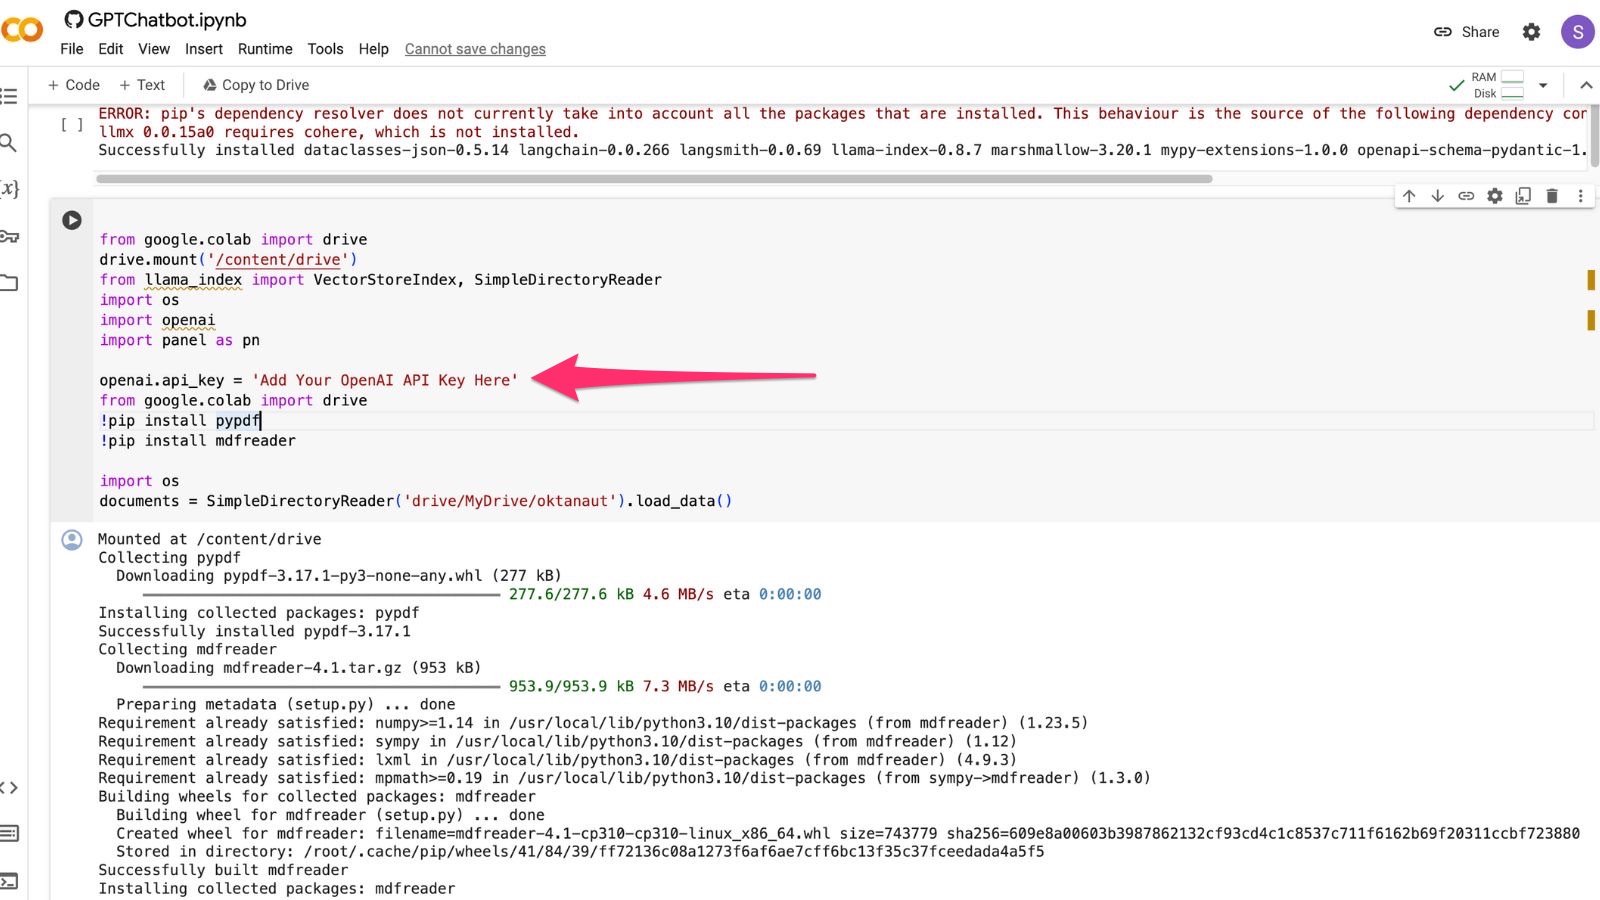 GPTChatbot.ipynb
File Edit View Insert Runtime Tools Help Cannot save changes
Share
S
+ Code + Text Copy to Drive
RAM
Disk
ERROR: pip's dependency resolver does not currently take into account all the packages that are installed. This behaviour is the source of the following dependency con
[ ]
llmx 0.0.15a0 requires cohere, which is not installed.
Successfully installed dataclasses-json-0.5.14 langchain-0.0.266 langsmith-0.0.69 llama-index-0.8.7 marshmallow-3.20.1 mypy-extensions-1.0.0 openapi-schema-pydantic-1.
{x}
from google.colab import drive
drive.mount('/content/drive')
from llama_index import VectorStoreIndex, SimpleDirectoryReader
import os
import openai
import panel as pn
openai.api_key = 'Add Your OpenAI API Key Here'
from google.colab import drive
!pip install pypdf
!pip install mdfreader
import os
documents = SimpleDirectoryReader('drive/MyDrive/oktanaut').load_data()
Mounted at /content/drive
Collecting pypdf
Downloading pypdf-3.17.1-py3-none-any.whl (277 kB)
277.6/277.6 kB 4.6 MB/s eta 0:00:00
Installing collected packages: pypdf
Successfully installed pypdf-3.17.1
Collecting mdfreader
Downloading mdfreader-4.1.tar.gz (953 kB)
953.9/953.9 kB 7.3 MB/s eta 0:00:00
Preparing metadata (setup.py) ... done
Requirement already satisfied: numpy>=1.14 in /usr/local/lib/python3.10/dist-packages (from mdfreader) (1.23.5)
Requirement already satisfied: sympy in /usr/local/lib/python3.10/dist-packages (from mdfreader) (1.12)
Requirement already satisfied: lxml in /usr/local/lib/python3.10/dist-packages (from mdfreader) (4.9.3)
Requirement already satisfied: mpmath>=0.19 in /usr/local/lib/python3.10/dist-packages (from sympy->mdfreader) (1.3.0)
Building wheels for collected packages: mdfreader
Building wheel for mdfreader (setup.py) ... done
Created wheel for mdfreader: filename=mdfreader-4.1-cp310-cp310-linux_x86_64.whl size=743779 sha256=609e8a00603b3987862132cf93cd4c1c8537c711f6162b69f20311ccbf723880
Stored in directory: /root/.cache/pip/wheels/41/84/39/ff72136c08a1273f6af6ae7cff6bc13f35c37fceedada4a5f5
Successfully built mdfreader
Installing collected packages: mdfreader